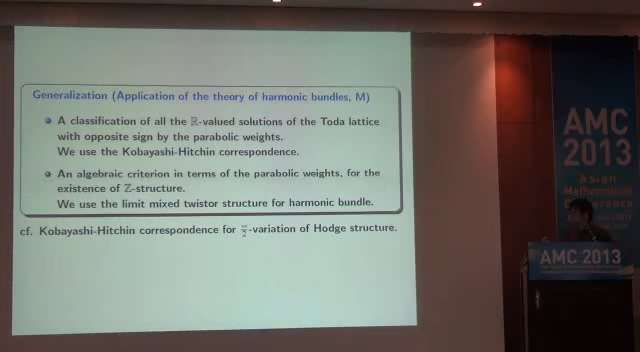 Generalization (Application of the theory of harmonic bundles, M)
A classification of all the ℝ-valued solutions of the Toda lattice
with opposite sign by the parabolic weights.
We use the Kobayashi-Hitchin correspondence.
An algebraic criterion in terms of the parabolic weights, for the
existence of ℤ-structure.
We use the limit mixed twistor structure for harmonic bundle.
cf. Kobayashi-Hitchin correspondence for ∞/2-variation of Hodge structure.
AMC
2013
Asian
Mathematical
Conference
AMC 2013